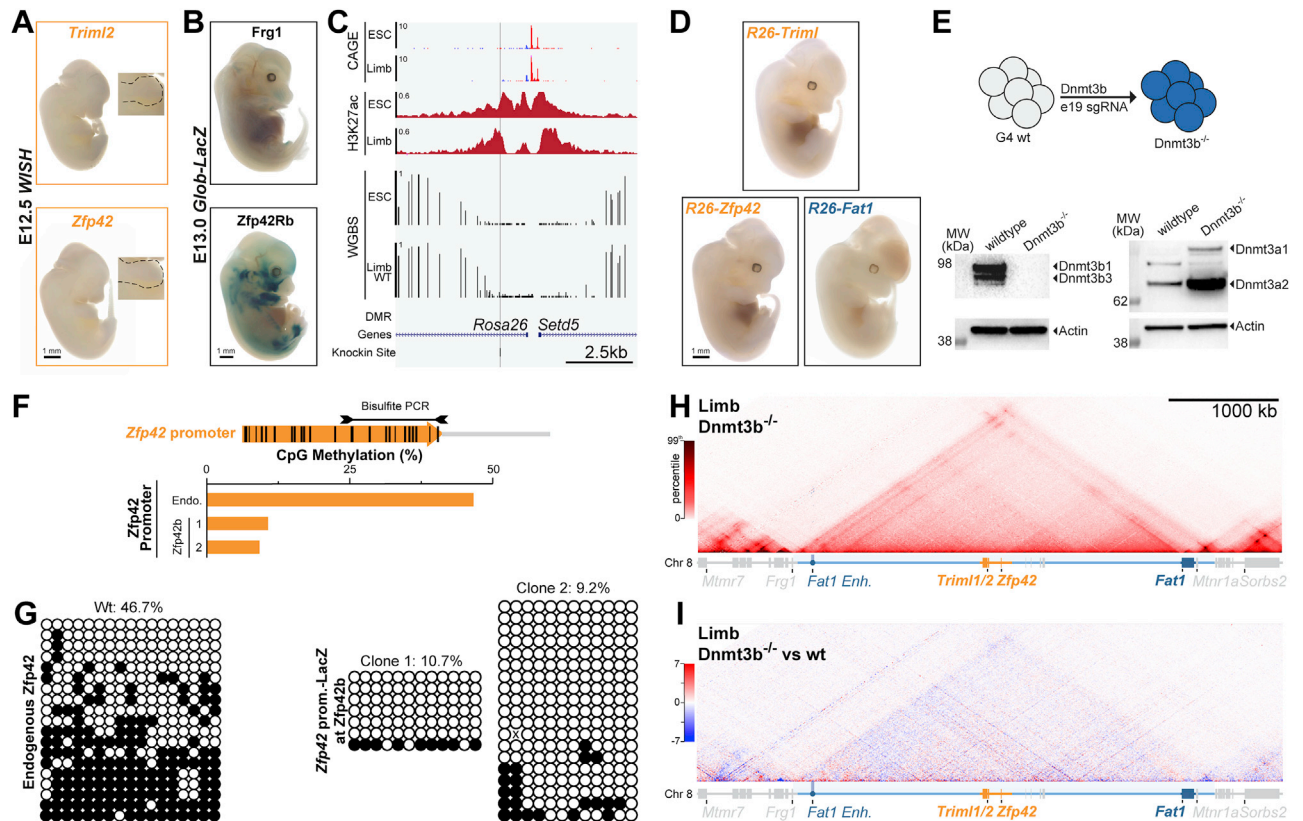 A
Triml2
E12.5 WISH
Zfp42
1 mm
B
Frg1
E13.0 Glob-LacZ
Zfp42Rb
1 mm
C
CAGE
ESC
10
Limb
10
H3K27ac
ESC
0.6
Limb
0.6
WGBS
ESC
1
Limb WT
1
DMR
Rosa26 Setd5
Genes
Knockin Site
2.5kb
D
R26-Triml
R26-Zfp42
R26-Fat1
1 mm
E
G4 wt
Dnmt3b
e19 sgRNA
Dnmt3b-/-
MW
(kDa)
wildtype
Dnmt3b-/-
98
Dnmt3b1
Dnmt3b3
38
Actin
MW
(kDa)
wildtype
Dnmt3b-/-
Dnmt3a1
Dnmt3a2
62
Actin
38
F
Bisulfite PCR
Zfp42 promoter
CpG Methylation (%)
0 25 50
Zfp42 Promoter
Endo.
Zfp42b
1
2
G
Wt: 46.7%
Endogenous Zfp42
Clone 1: 10.7%
Zfp42 prom.-LacZ
at Zfp42b
Clone 2: 9.2%
X
H
Limb
Dnmt3b-/-
1000 kb
99th
percentile
0
Chr 8
Mtmr7 Frg1 Fat1 Enh. Triml1/2 Zfp42 Fat1 Mtnr1a Sorbs2
I
Limb
Dnmt3b-/- vs wt
7
0
-7
Chr 8
Mtmr7 Frg1 Fat1 Enh. Triml1/2 Zfp42 Fat1 Mtnr1a Sorbs2